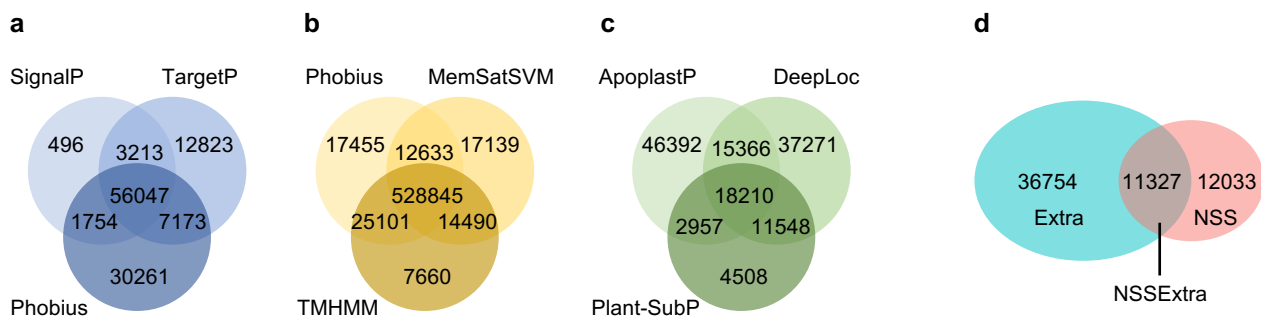 a
SignalP TargetP
496
3213
12823
56047
1754
7173
30261
Phobius
b
Phobius MemSatSVM
17455
12633
17139
528845
25101
14490
7660
TMHMM
c
ApoplastP DeepLoc
46392
15366
37271
18210
2957
11548
4508
Plant-SubP
d
36754
11327
12033
Extra
NSS
NSSExtra